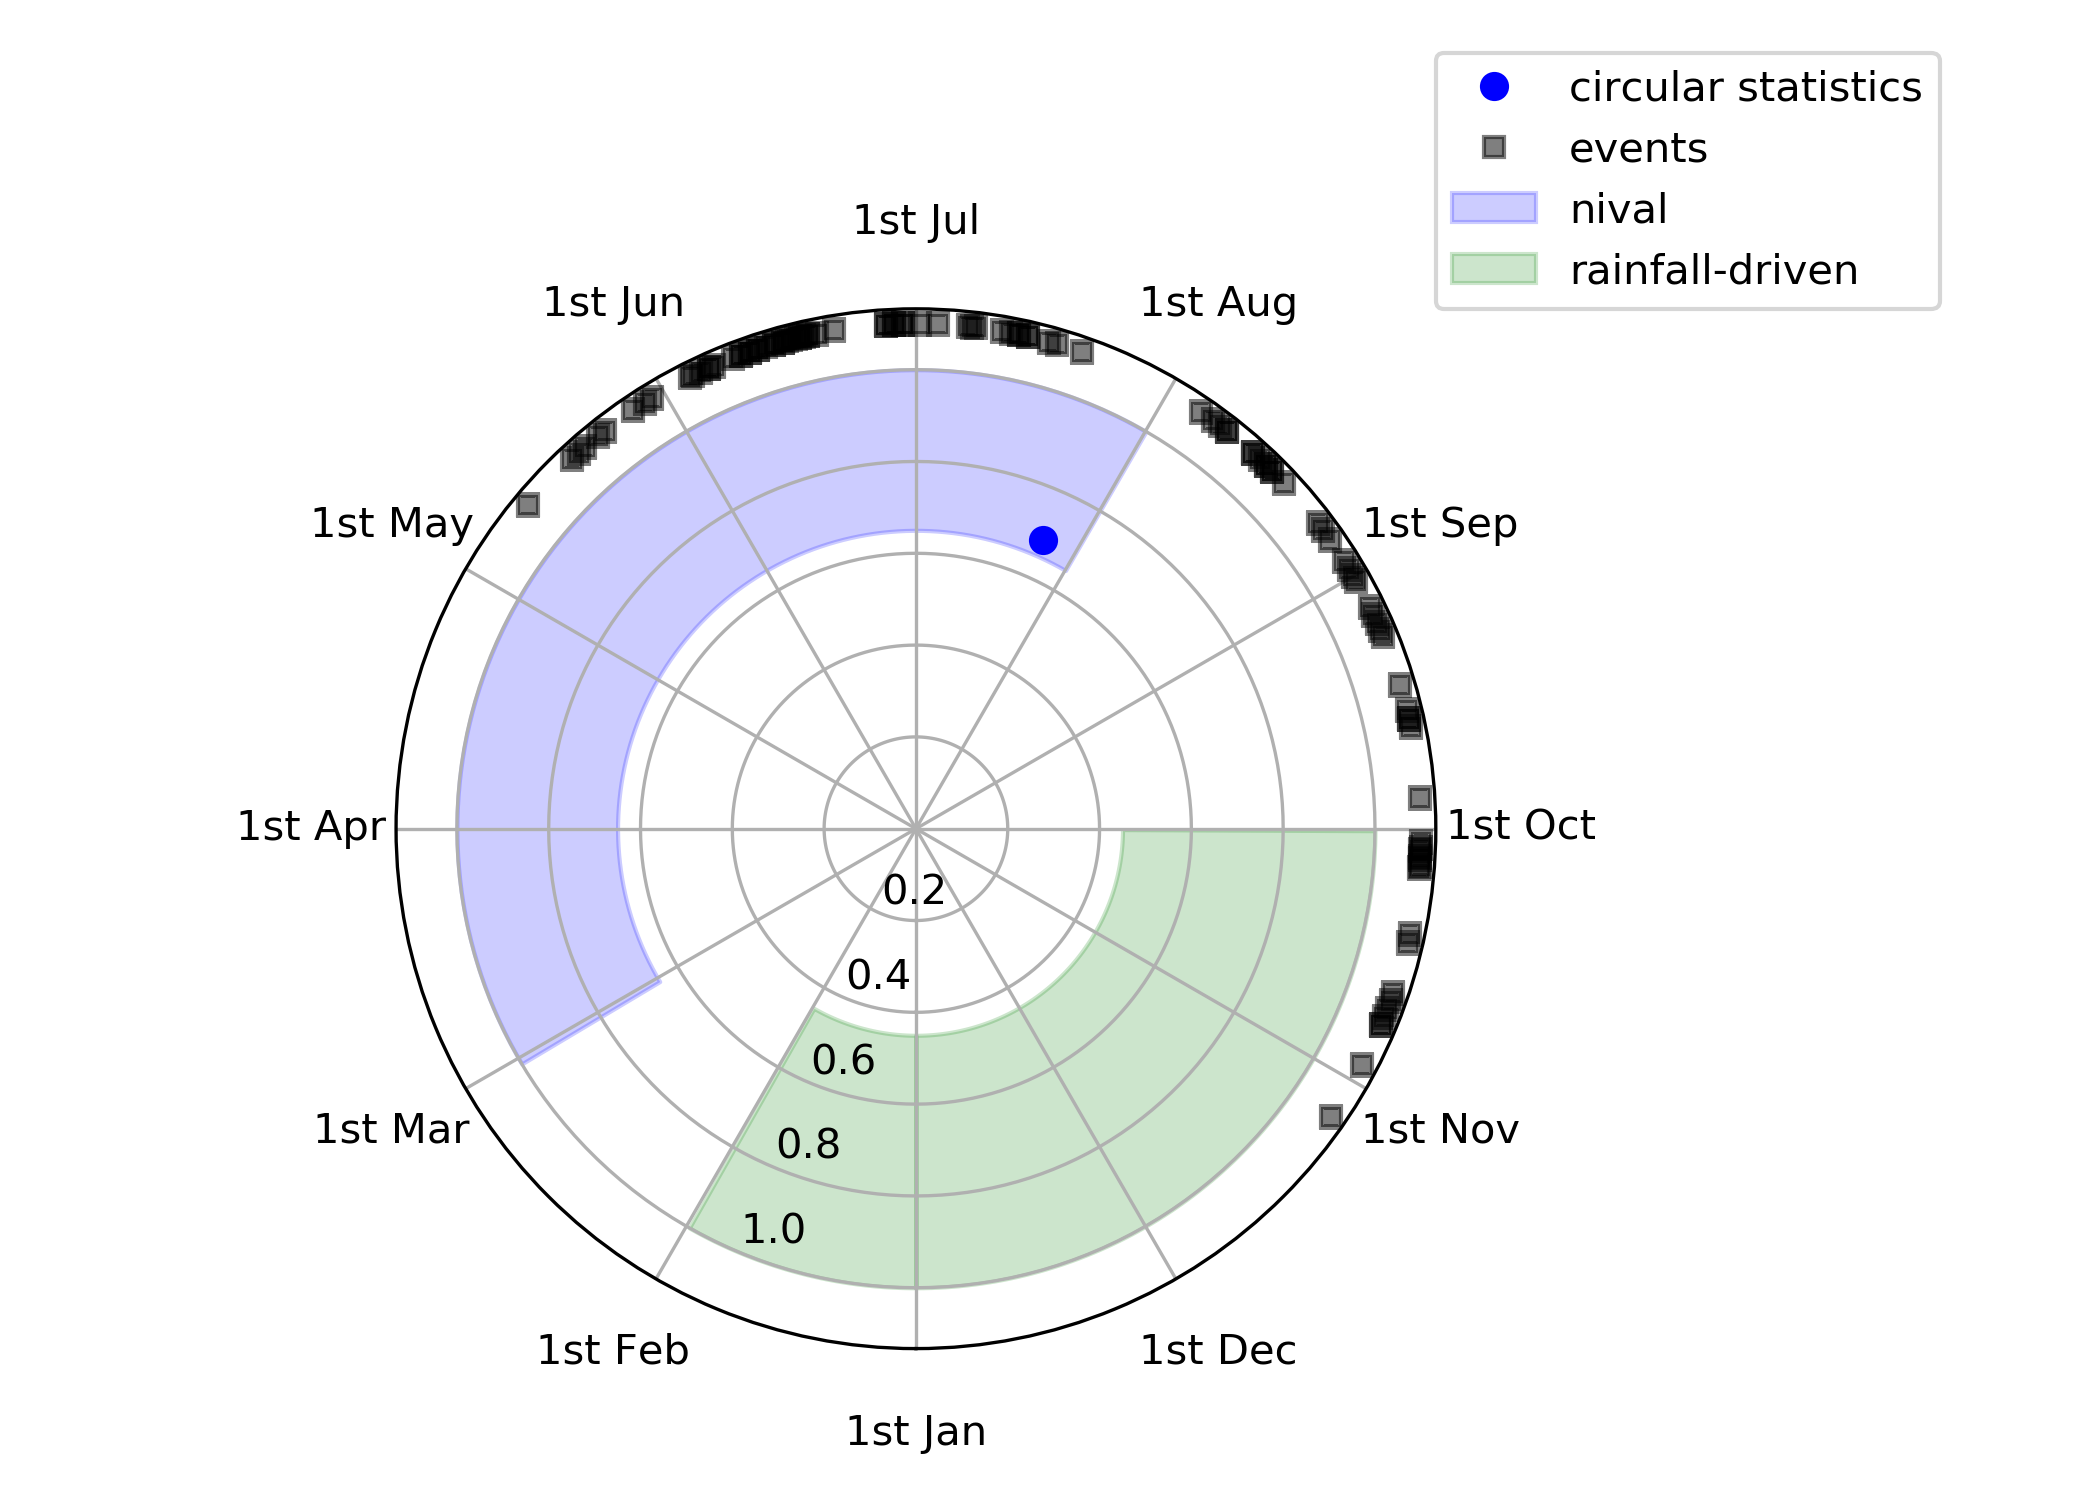 circular statistics
events
nival
rainfall-driven
1st Jul
1st Jun
1st Aug
1st May
1st Sep
1st Apr
1st Oct
0.2
0.4
0.6
1st Mar
1st Nov
0.8
1.0
1st Feb
1st Dec
1st Jan